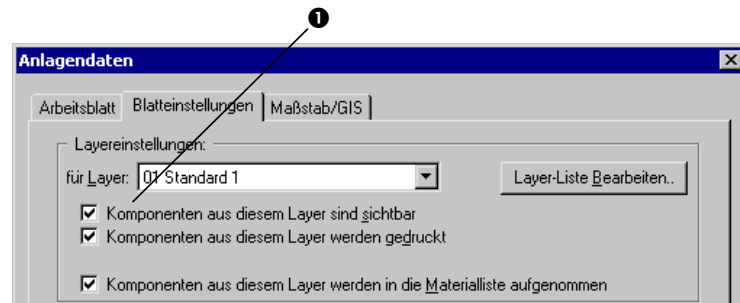 ❶
Anlagendaten
Arbeitsblatt Blatteinstellungen Maßstab/GIS
Layereinstellungen:
für Layer: 01 Standard 1 Layer-Liste Bearbeiten..
Komponenten aus diesem Layer sind sichtbar
Komponenten aus diesem Layer werden gedruckt
Komponenten aus diesem Layer werden in die Materialliste aufgenommen